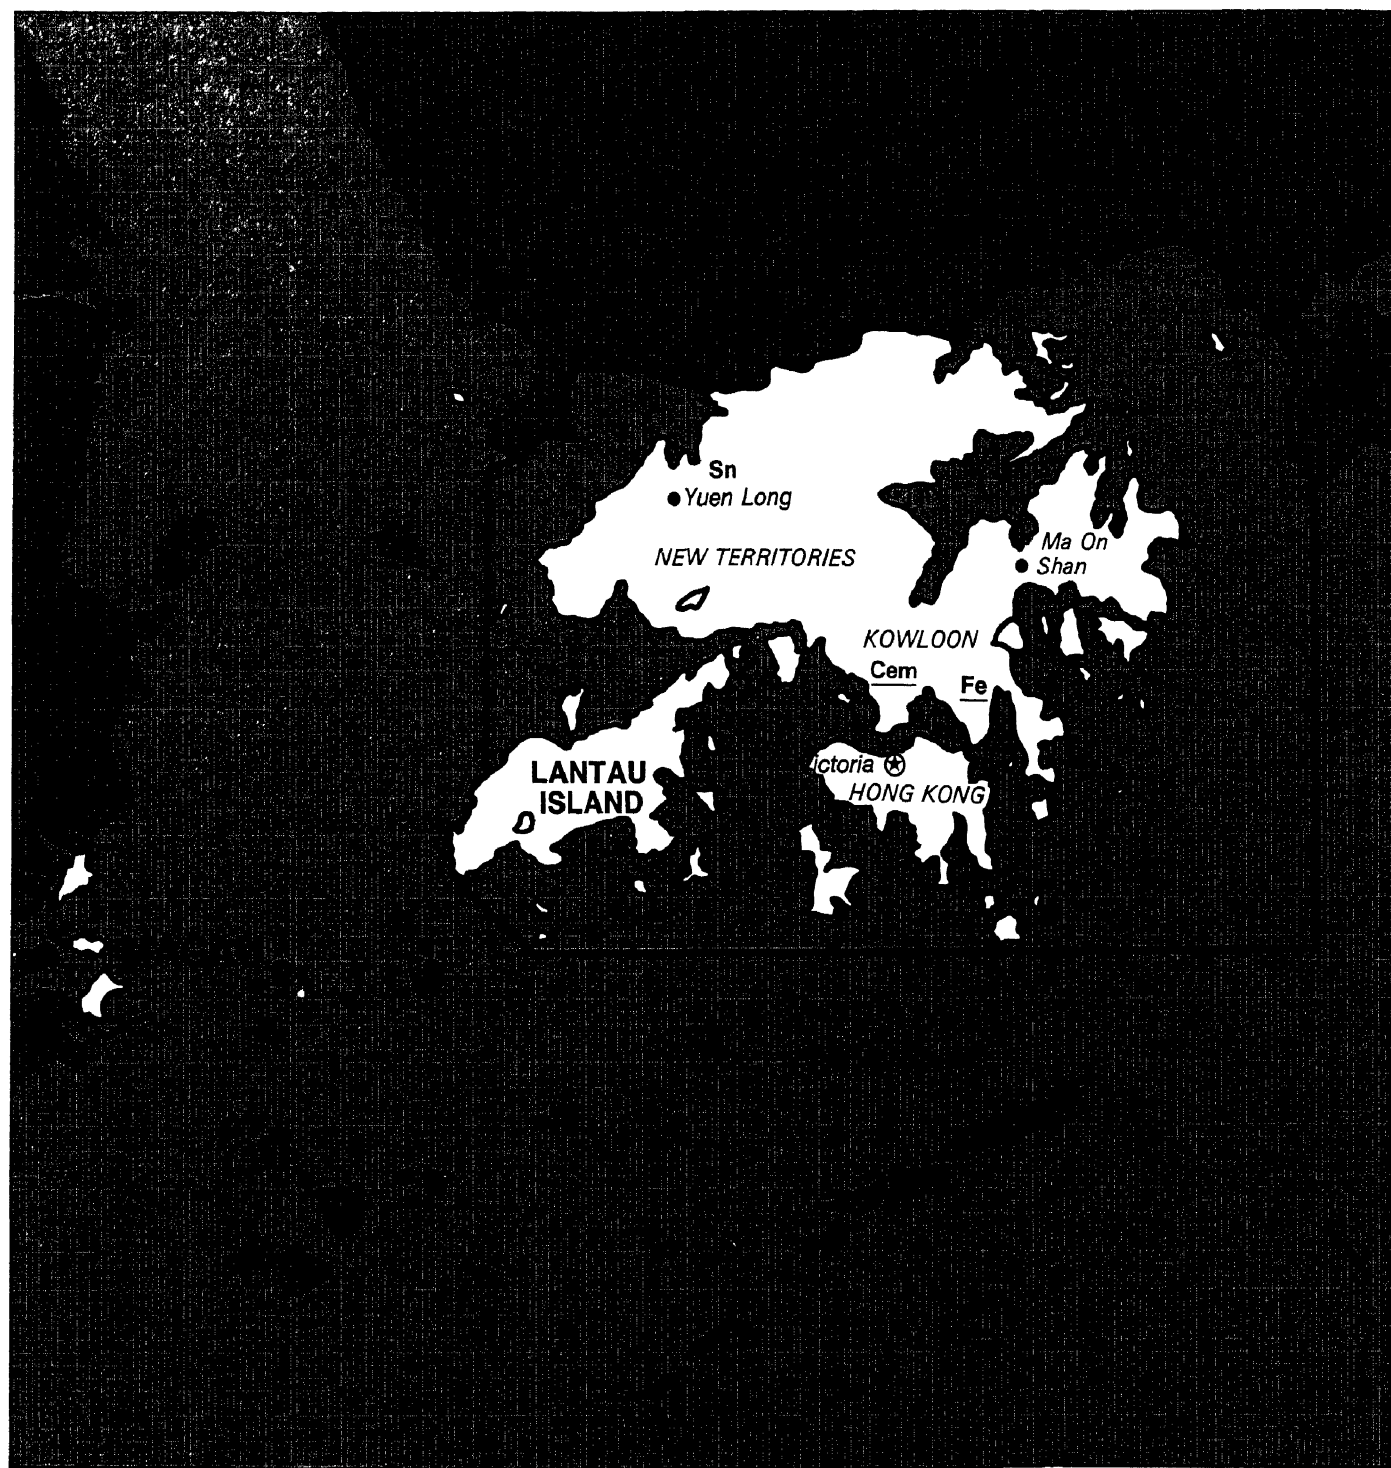 Sn
Yuen Long
Ma On
Shan
NEW TERRITORIES
KOWLOON
Cem
Fe
ictoria
HONG KONG
LANTAU
ISLAND